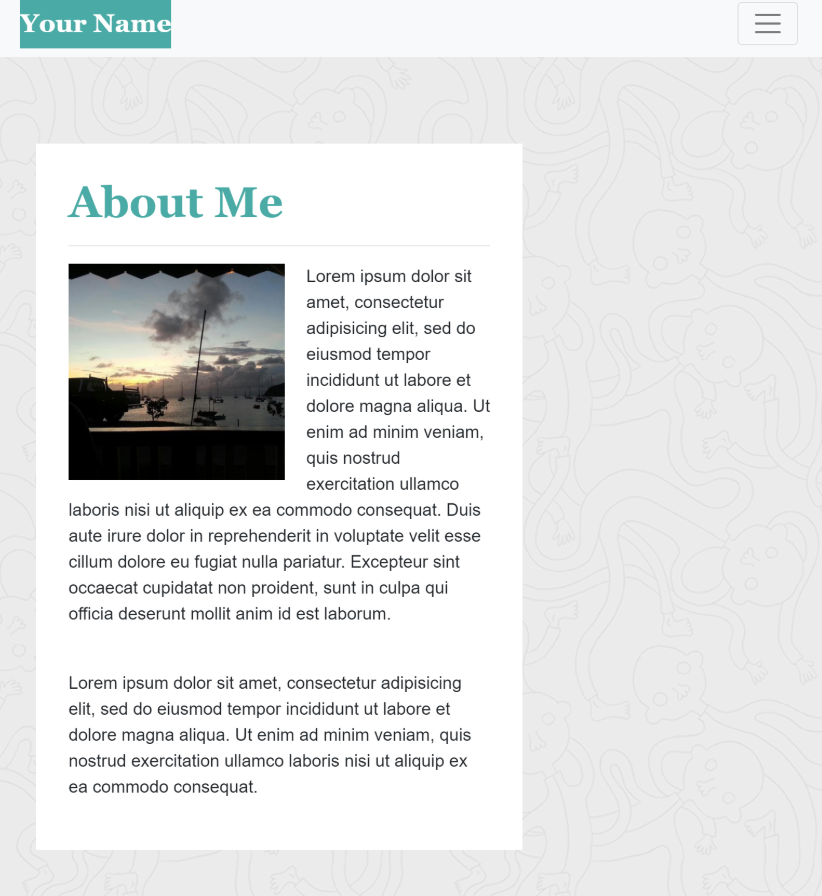 Your Name
About Me
Lorem ipsum dolor sit
amet, consectetur
adipisicing elit, sed do
eiusmod tempor
incididunt ut labore et
dolore magna aliqua. Ut
enim ad minim veniam,
quis nostrud
exercitation ullamco
laboris nisi ut aliquip ex ea commodo consequat. Duis
aute irure dolor in reprehenderit in voluptate velit esse
cillum dolore eu fugiat nulla pariatur. Excepteur sint
occaecat cupidatat non proident, sunt in culpa qui
officia deserunt mollit anim id est laborum.
Lorem ipsum dolor sit amet, consectetur adipisicing
elit, sed do eiusmod tempor incididunt ut labore et
dolore magna aliqua. Ut enim ad minim veniam, quis
nostrud exercitation ullamco laboris nisi ut aliquip ex
ea commodo consequat.